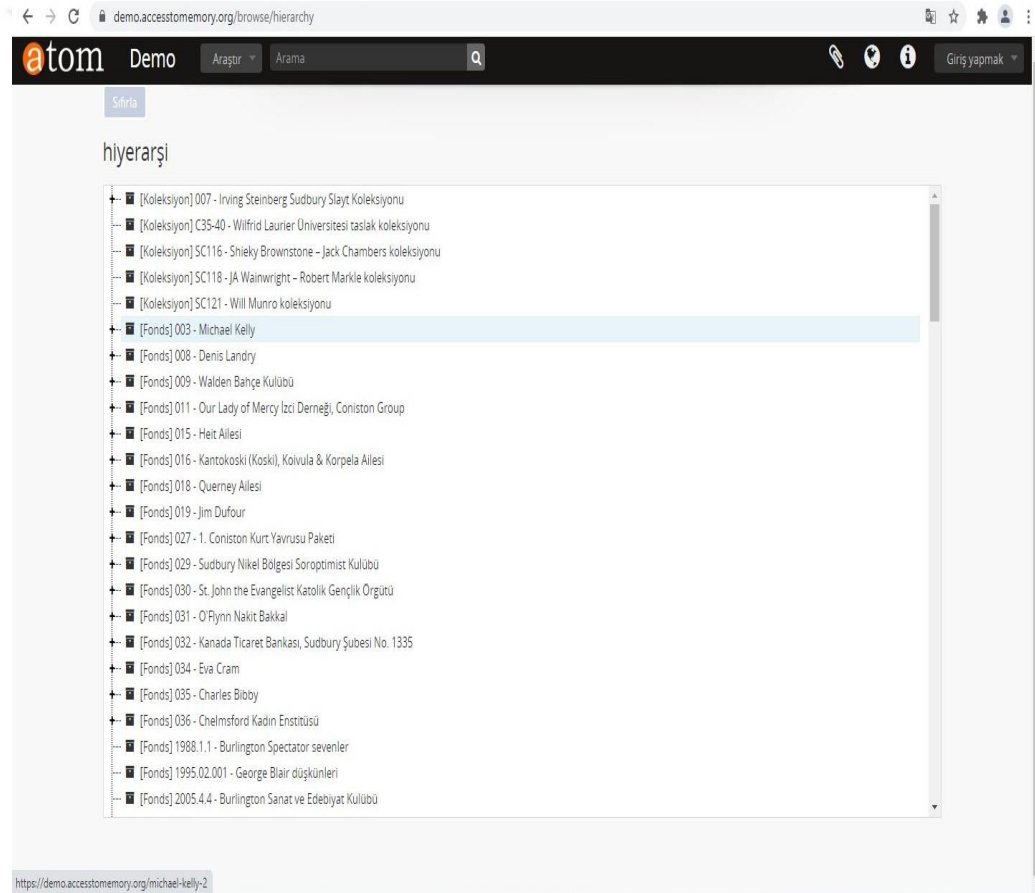 demo.accesstomemory.org/browse/hierarchy
atom Demo Araştır Arama Giriş yapmak
Sıfırla
hiyerarşi
[Koleksiyon] 007 - Irving Steinberg Sudbury Slayt Koleksiyonu
[Koleksiyon] C35-40 - Wilfrid Laurier Üniversitesi taslak koleksiyonu
[Koleksiyon] SC116 - Shieky Brownstone – Jack Chambers koleksiyonu
[Koleksiyon] SC118 - JA Wainwright – Robert Markle koleksiyonu
[Koleksiyon] SC121 - Will Munro koleksiyonu
[Fonds] 003 - Michael Kelly
[Fonds] 008 - Denis Landry
[Fonds] 009 - Walden Bahçe Kulübü
[Fonds] 011 - Our Lady of Mercy İzci Derneği, Coniston Group
[Fonds] 015 - Heit Ailesi
[Fonds] 016 - Kantokoski (Koski), Koivula & Korpela Ailesi
[Fonds] 018 - Querney Ailesi
[Fonds] 019 - Jim Dufour
[Fonds] 027 - 1. Coniston Kurt Yavrusu Paketi
[Fonds] 029 - Sudbury Nikel Bölgesi Soroptimist Kulübü
[Fonds] 030 - St. John the Evangelist Katolik Gençlik Örgütü
[Fonds] 031 - O'Flynn Nakit Bakkal
[Fonds] 032 - Kanada Ticaret Bankası, Sudbury Şubesi No. 1335
[Fonds] 034 - Eva Cram
[Fonds] 035 - Charles Bibby
[Fonds] 036 - Chelmsford Kadın Enstitüsü
[Fonds] 1988.1.1 - Burlington Spectator sevenler
[Fonds] 1995.02.001 - George Blair düşkünleri
[Fonds] 2005.4.4 - Burlington Sanat ve Edebiyat Kulübü
https://demo.accesstomemory.org/michael-kelly-2